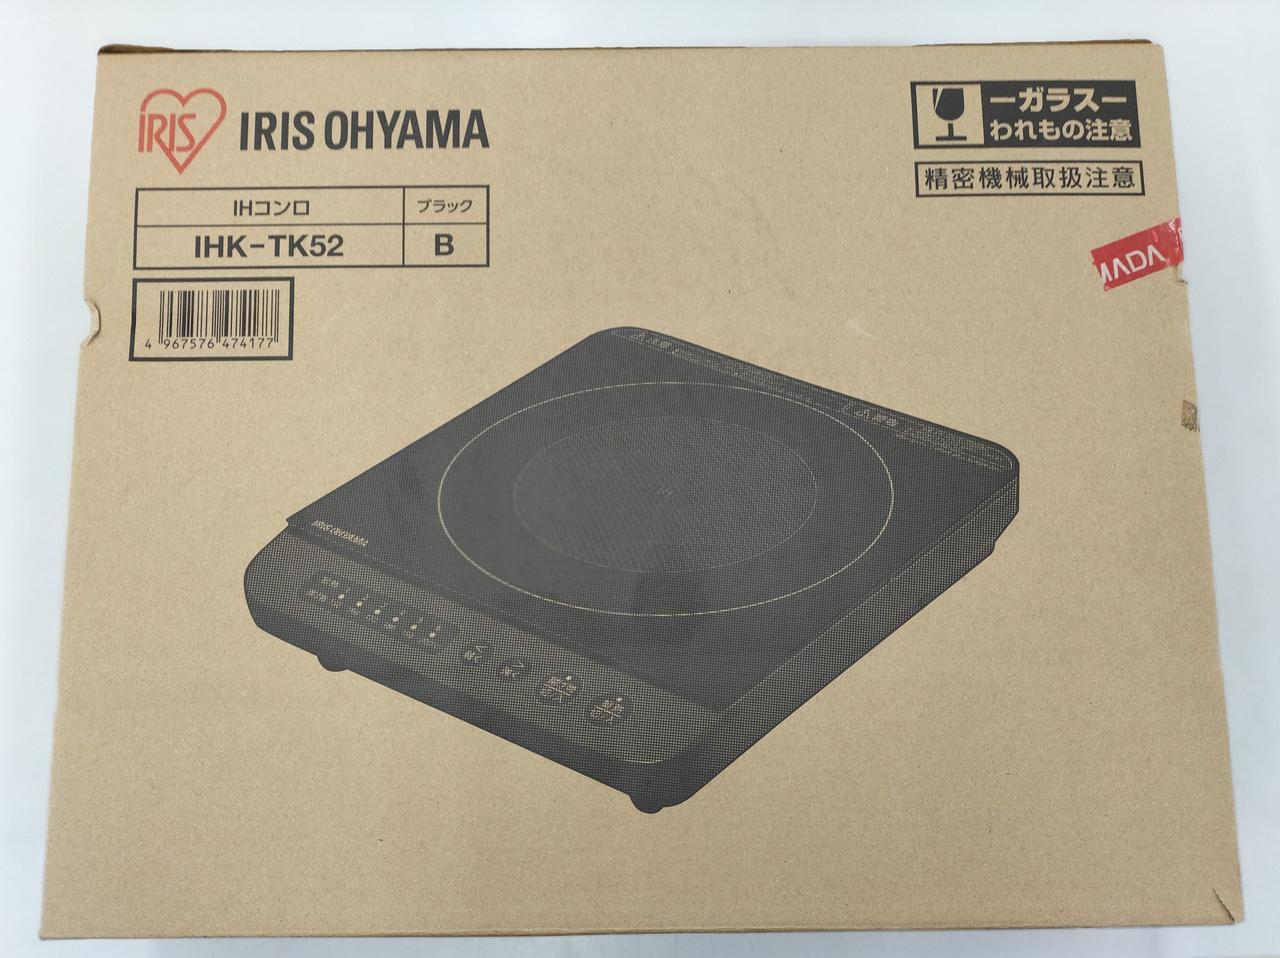 IRIS
IRIS OHYAMA
ーガラスー
われもの注意
精密機械取扱注意
IHコンロ
ブラック
IHK-TK52
B
4 967576 474177
MADA
注意
IRIS OHYAMA